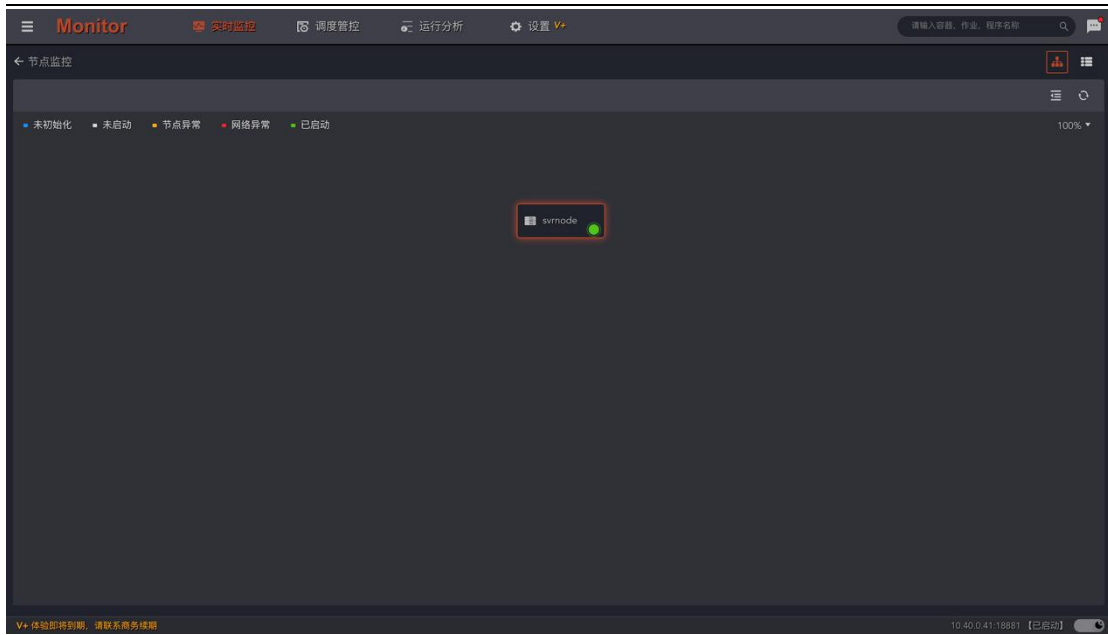 Monitor 实时监控 调度管控 运行分析 设置 V+ 请输入容器、作业、程序名称
节点监控
未初始化 未启动 节点异常 网络异常 已启动 100%
svrnode
V+ 体验即将到期，请联系商务续期 10.40.0.41:18881 【已启动】